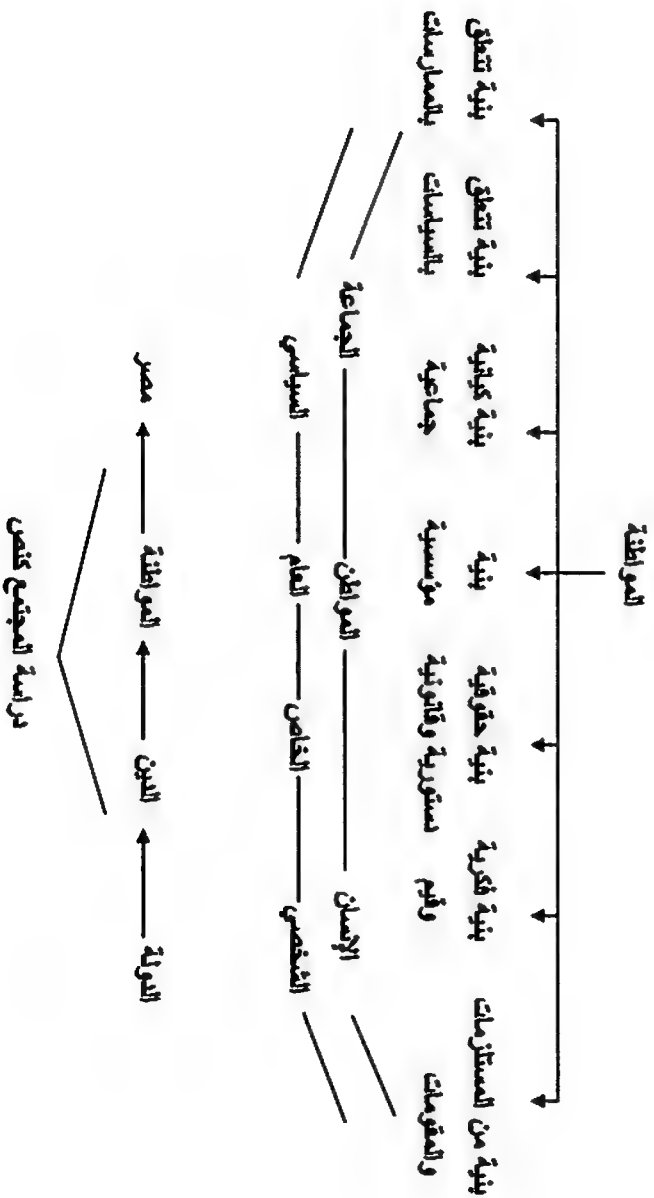 المواطنة
بنية من المستلزمات والمقومات
بنية فكرية وقيم
بنية حقوقية دستورية وقانونية
بنية مؤسسية
بنية كيانية جماعية
بنية تتعلق بالسياسات
بنية تتعلق بالممارسات
الإنسان المواطن الجماعة
الشخصي الخاص العام السياسي
الدولة الدين المواطنة مصر
دراسة المجتمع كنص